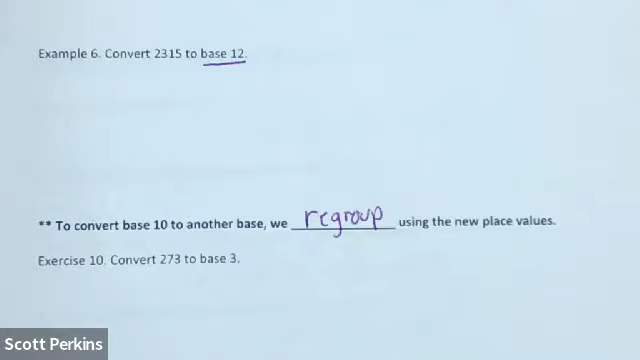 Example 6. Convert 2315 to base 12.
** To convert base 10 to another base, we regroup using the new place values.
Exercise 10. Convert 273 to base 3.
Scott Perkins